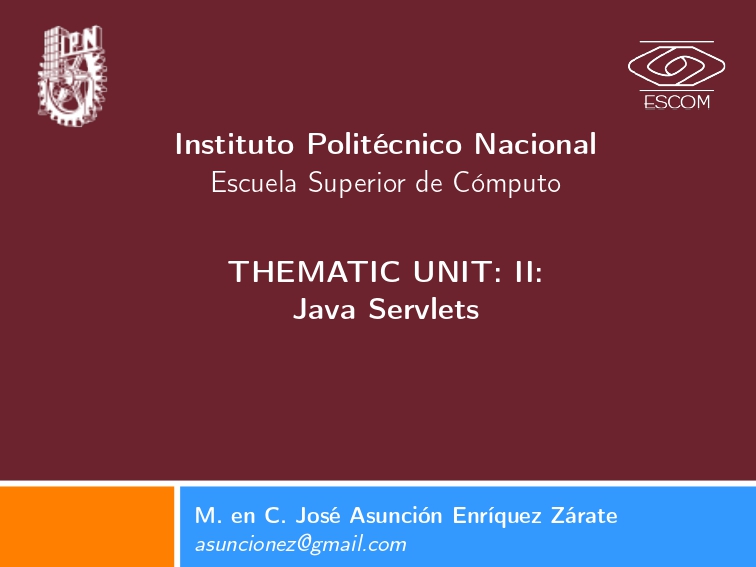 IPN
ESCOM
Instituto Politécnico Nacional
Escuela Superior de Cómputo
THEMATIC UNIT: II:
Java Servlets
M. en C. José Asunción Enríquez Zárate
asuncionez@gmail.com